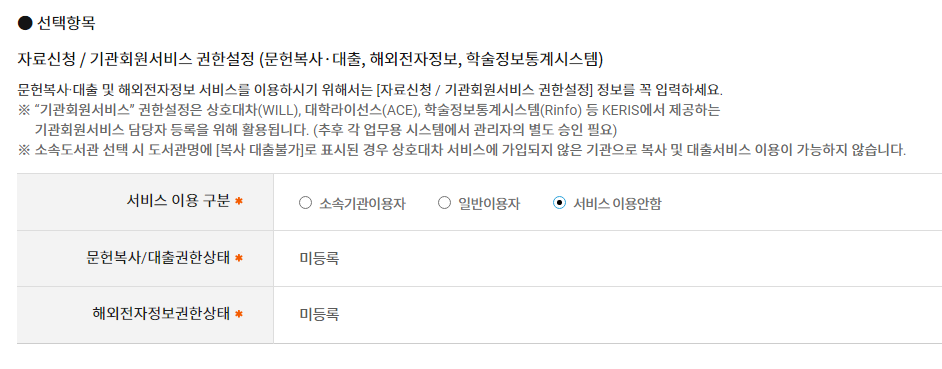 ● 선택항목
자료신청 / 기관회원서비스 권한설정 (문헌복사·대출, 해외전자정보, 학술정보통계시스템)
문헌복사·대출 및 해외전자정보 서비스를 이용하시기 위해서는 [자료신청 / 기관회원서비스 권한설정] 정보를 꼭 입력하세요.
※ “기관회원서비스” 권한설정은 상호대차(WILL), 대학라이선스(ACE), 학술정보통계시스템(Rinfo) 등 KERIS에서 제공하는
기관회원서비스 담당자 등록을 위해 활용됩니다. (추후 각 업무용 시스템에서 관리자의 별도 승인 필요)
※ 소속도서관 선택 시 도서관명에 [복사 대출불가]로 표시된 경우 상호대차 서비스에 가입되지 않은 기관으로 복사 및 대출서비스 이용이 가능하지 않습니다.
서비스 이용 구분 * 소속기관이용자 일반이용자 서비스 이용안함
문헌복사/대출권한상태 * 미등록
해외전자정보권한상태 * 미등록